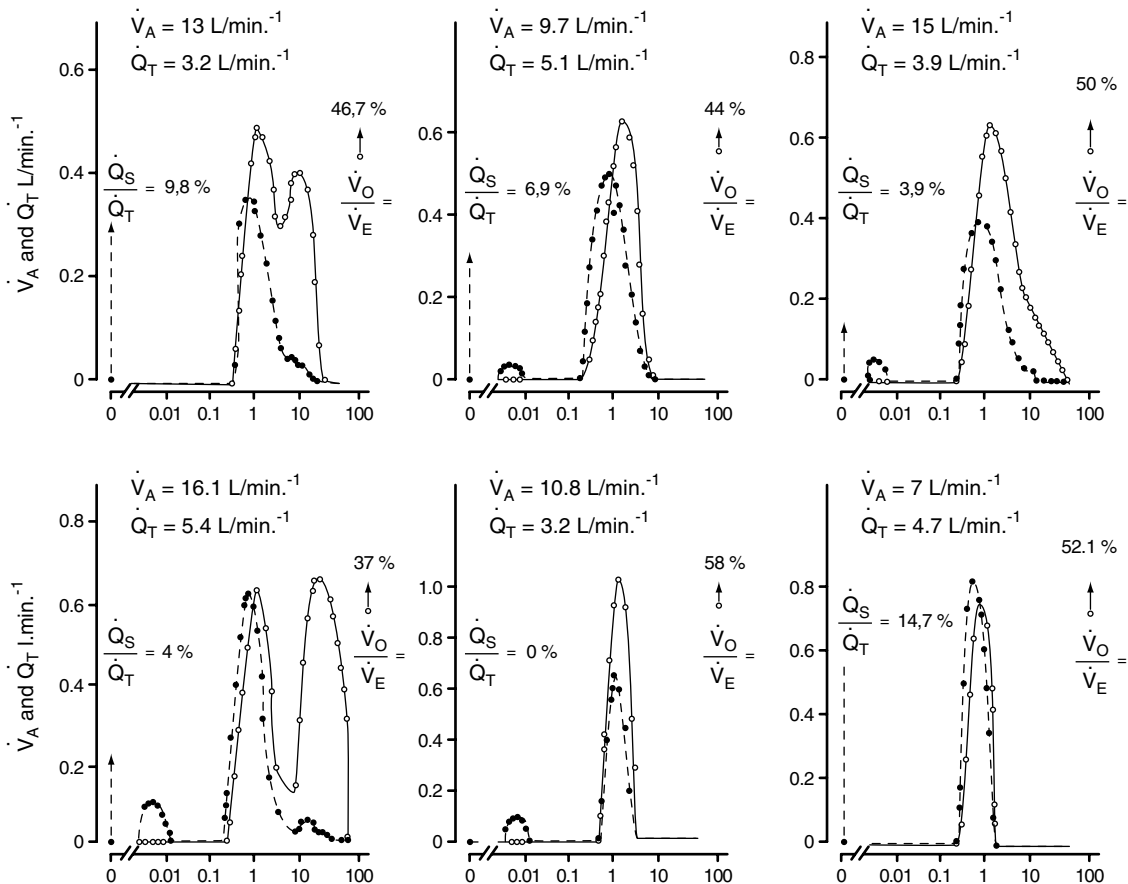 V̇A = 13 L/min.-1
Q̇T = 3.2 L/min.-1
46,7 %
Q̇S
Q̇T
= 9,8 %
V̇O
V̇E
=
V̇A and Q̇T L/min.-1
0.6
0.4
0.2
0
0 0.01 0.1 1 10 100
V̇A = 9.7 L/min.-1
Q̇T = 5.1 L/min.-1
44 %
Q̇S
Q̇T
= 6,9 %
V̇O
V̇E
=
0.6
0.4
0.2
0
0 0.01 0.1 1 10 100
V̇A = 15 L/min.-1
Q̇T = 3.9 L/min.-1
50 %
Q̇S
Q̇T
= 3,9 %
V̇O
V̇E
=
0.8
0.6
0.4
0.2
0
0 0.01 0.1 1 10 100
V̇A = 16.1 L/min.-1
Q̇T = 5.4 L/min.-1
37 %
Q̇S
Q̇T
= 4 %
V̇O
V̇E
=
V̇A and Q̇T l.min.-1
0.8
0.6
0.4
0.2
0
0 0.01 0.1 1 10 100
V̇A = 10.8 L/min.-1
Q̇T = 3.2 L/min.-1
58 %
Q̇S
Q̇T
= 0 %
V̇O
V̇E
=
1.0
0.8
0.6
0.4
0.2
0
0 0.01 0.1 1 10 100
V̇A = 7 L/min.-1
Q̇T = 4.7 L/min.-1
52.1 %
Q̇S
Q̇T
= 14,7 %
V̇O
V̇E
=
0.8
0.6
0.4
0.2
0
0 0.01 0.1 1 10 100